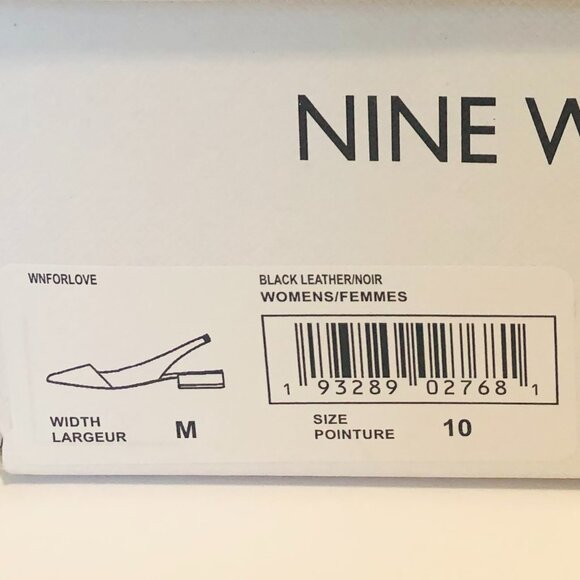 NINE W
WNFORLOVE
BLACK LEATHER/NOIR
WOMENS/FEMMES
1 93289 02768 1
WIDTH
LARGEUR
M
SIZE
POINTURE
10